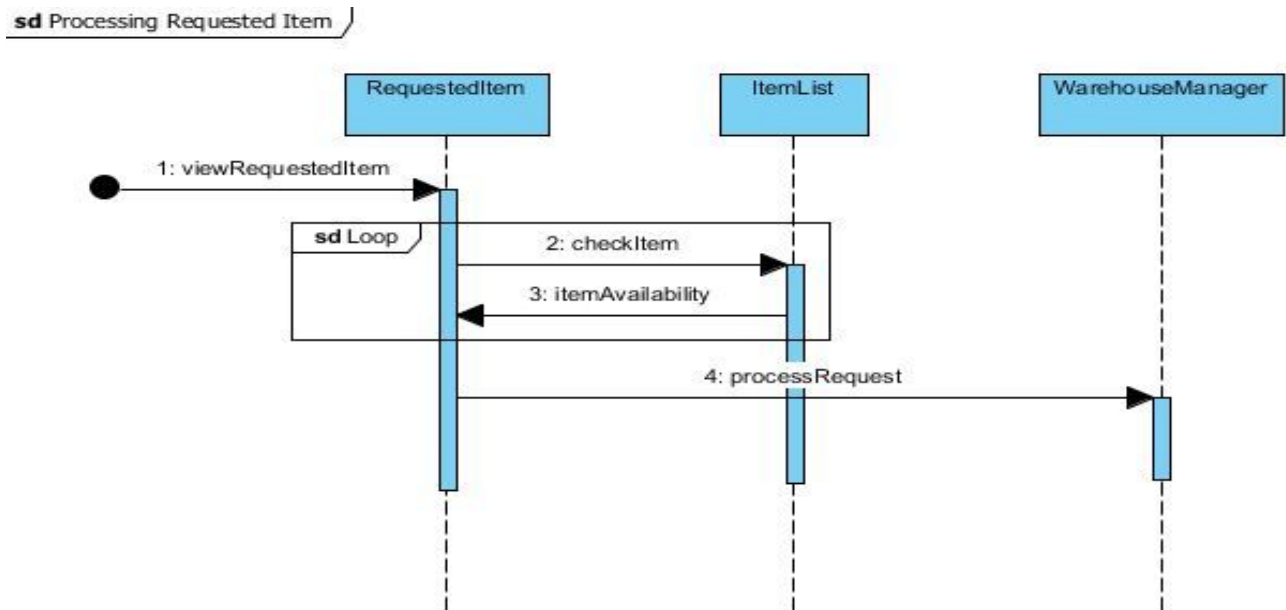 sd Processing Requested Item
RequestedItem
ItemList
WarehouseManager
1: viewRequestedItem
sd Loop
2: checkItem
3: itemAvailability
4: processRequest